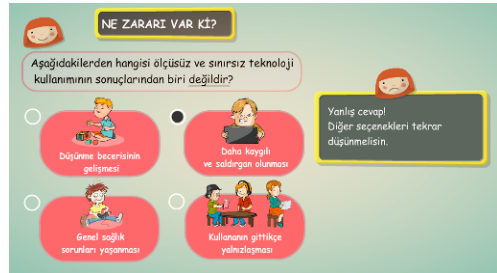 NE ZARARI VAR Kİ?
Aşağıdakilerden hangisi ölçüsüz ve sınırsız teknoloji
kullanımının sonuçlarından biri değildir?
Düşünme becerisinin
gelişmesi
Daha kaygılı
ve saldırgan olunması
Genel sağlık
sorunları yaşanması
Kullananın gittikçe
yalnızlaşması
Yanlış cevap!
Diğer seçenekleri tekrar
düşünmelisin.